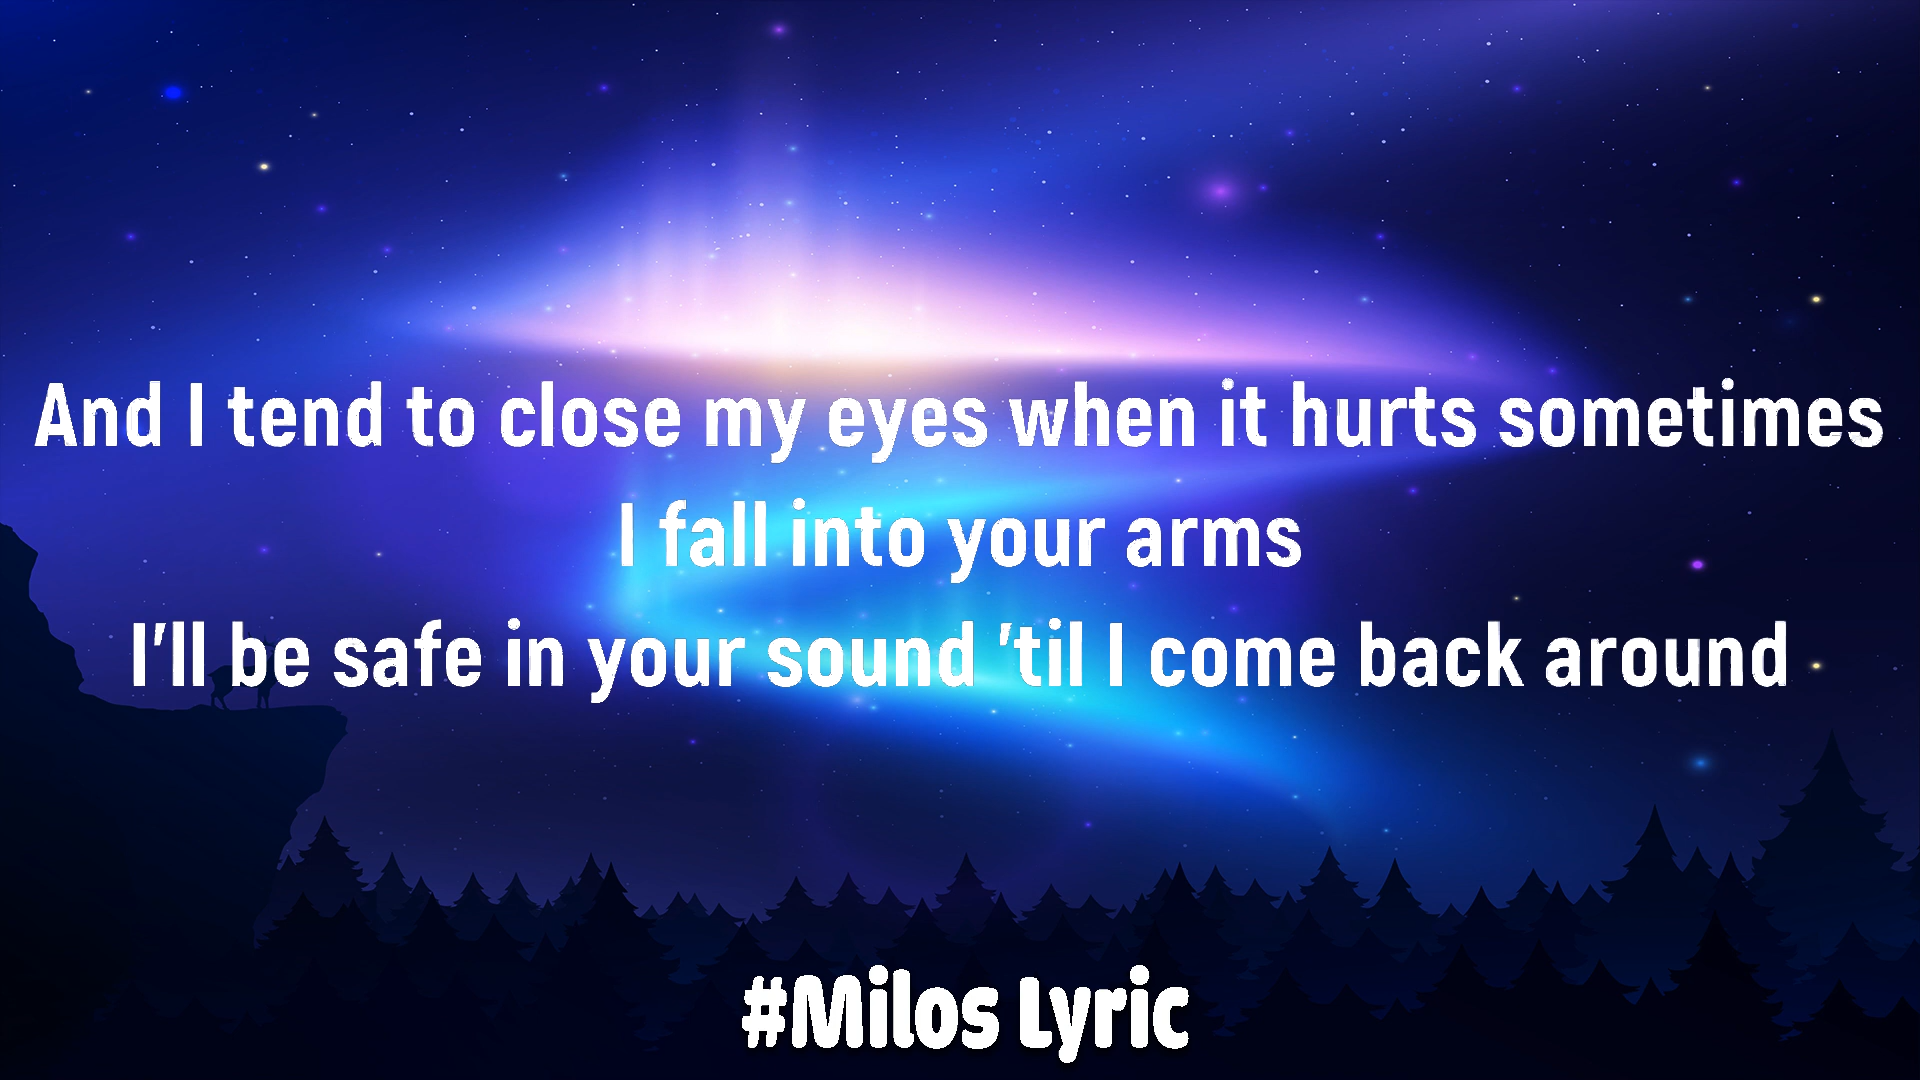 And I tend to close my eyes when it hurts sometimes
I fall into your arms
I'll be safe in your sound 'til I come back around
#Milos Lyric